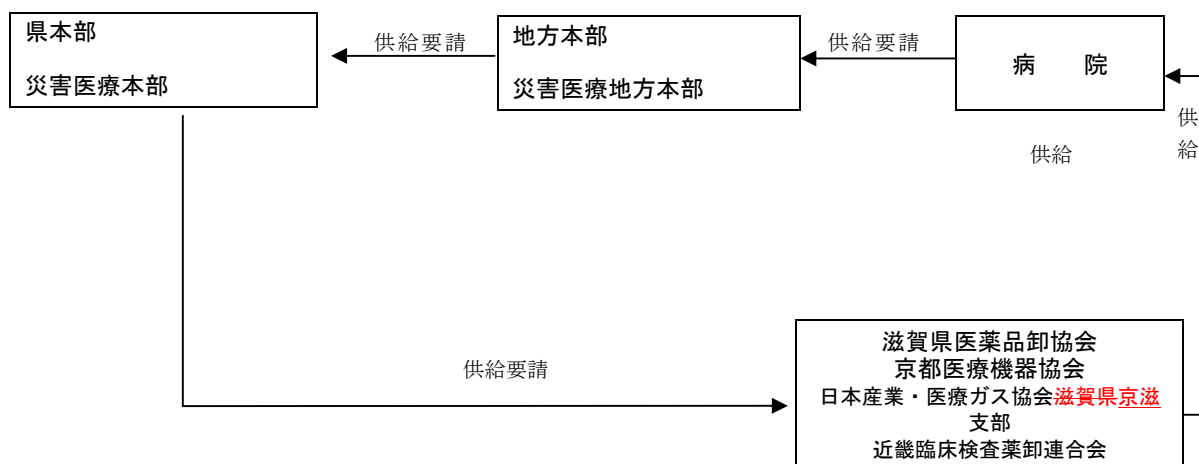 県本部
災害医療本部
供給要請
地方本部
災害医療地方本部
供給要請
病　　院
供給
供
給
供給要請
滋賀県医薬品卸協会
京都医療機器協会
日本産業・医療ガス協会滋賀県京滋
支部
近畿臨床検査薬卸連合会